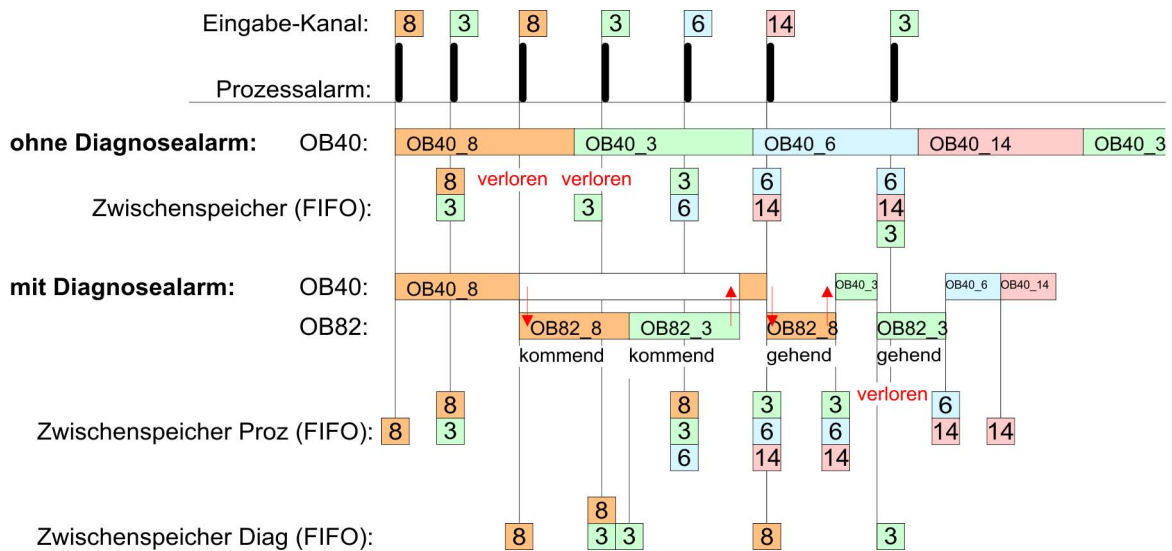 Eingabe-Kanal: 8 3 8 3 6 14 3
Prozessalarm:
ohne Diagnosealarm: OB40: OB40_8 OB40_3 OB40_6 OB40_14 OB40_3
8 verloren verloren 3 6 6
Zwischenspeicher (FIFO): 3 3 6 14 14
3
mit Diagnosealarm: OB40: OB40_8 OB40_3 OB40_6 OB40_14
OB82: OB82_8 OB82_3 OB82_8 OB82_3
kommend kommend gehend gehend
verloren
8 8 3 3 6
Zwischenspeicher Proz (FIFO): 8 3 3 6 6 14 14
6 14 14
8
Zwischenspeicher Diag (FIFO): 8 3 3 8 3